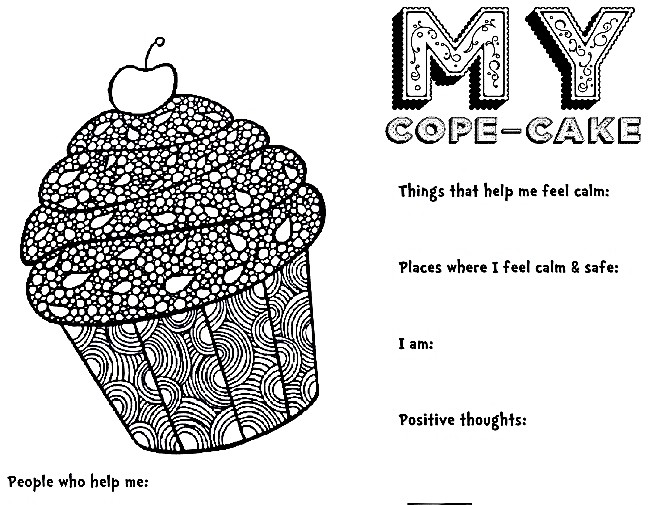 MY
COPE-CAKE
Things that help me feel calm:
Places where I feel calm & safe:
I am:
Positive thoughts:
People who help me: